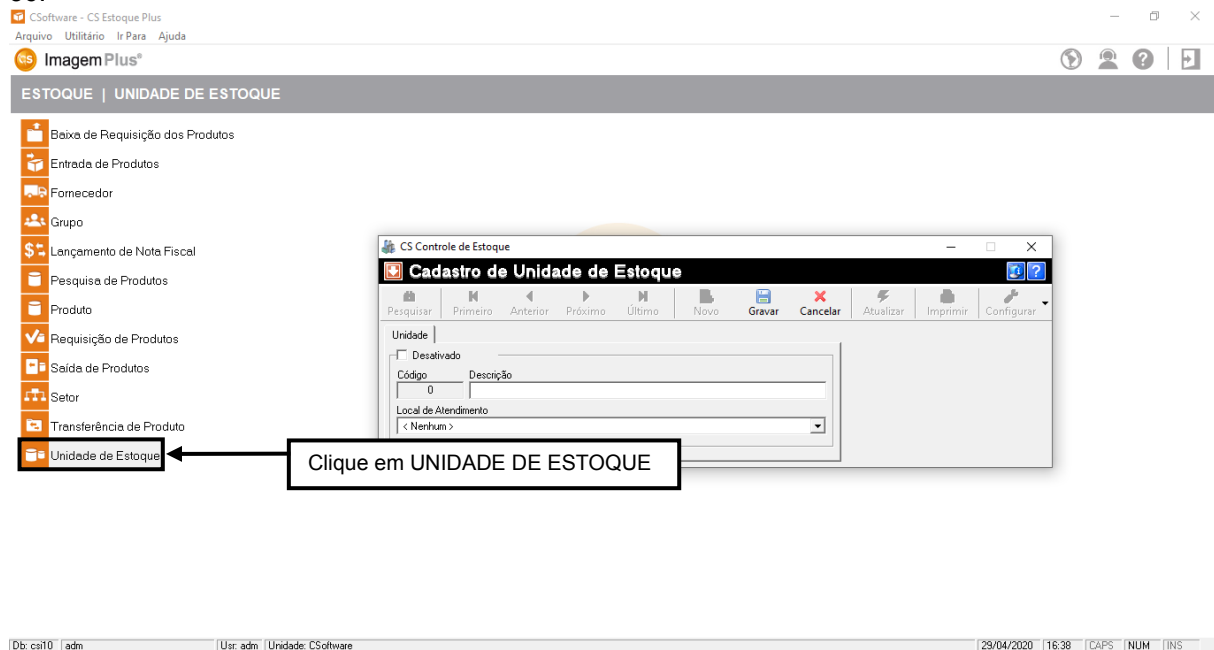 CSoftware - CS Estoque Plus
Arquivo Utilitário Ir Para Ajuda
CS ImagemPlus®
ESTOQUE | UNIDADE DE ESTOQUE
Baixa de Requisição dos Produtos
Entrada de Produtos
Fornecedor
Grupo
Lançamento de Nota Fiscal
Pesquisa de Produtos
Produto
Requisição de Produtos
Saída de Produtos
Setor
Transferência de Produto
Unidade de Estoque
CS Controle de Estoque
Cadastro de Unidade de Estoque
Pesquisar Primeiro Anterior Próximo Último Novo Gravar Cancelar Atualizar Imprimir Configurar
Unidade
Desativado
Código Descrição
0
Local de Atendimento
< Nenhum >
Clique em UNIDADE DE ESTOQUE
Db: csi10 adm Usr: adm Unidade: CSoftware 29/04/2020 16:38 CAPS NUM INS